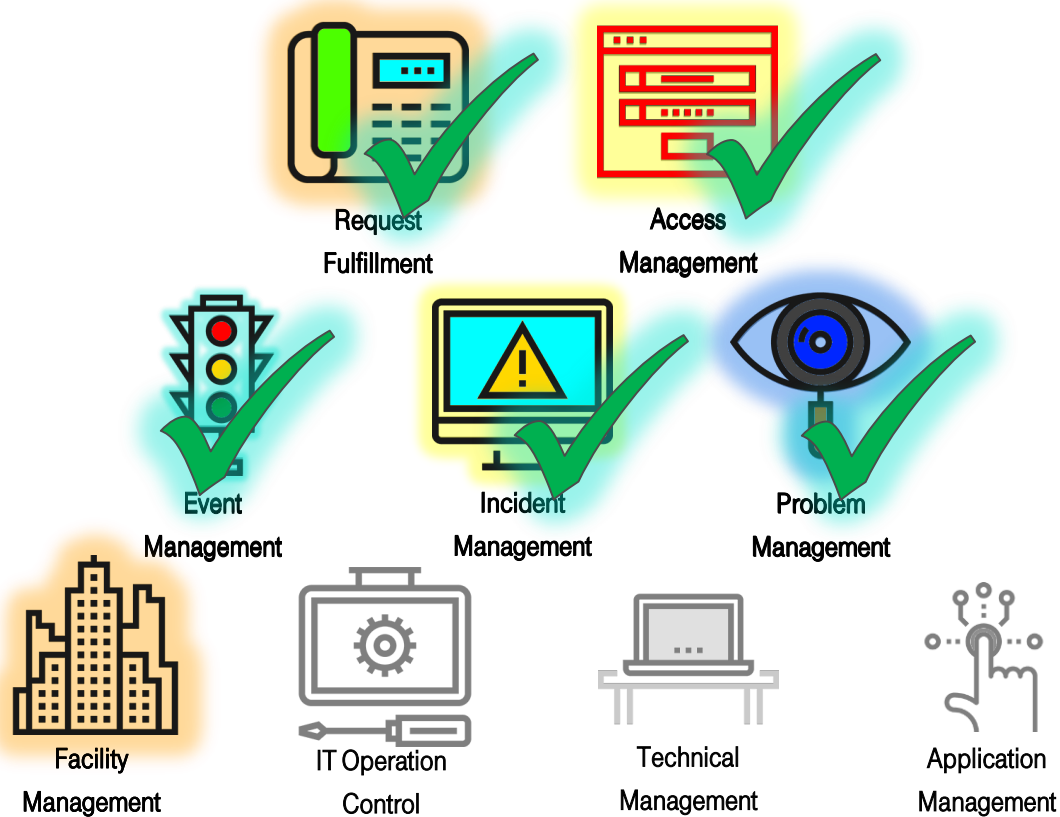 Request
Fulfillment
Access
Management
Event
Management
Incident
Management
Problem
Management
Facility
Management
IT Operation
Control
Technical
Management
Application
Management